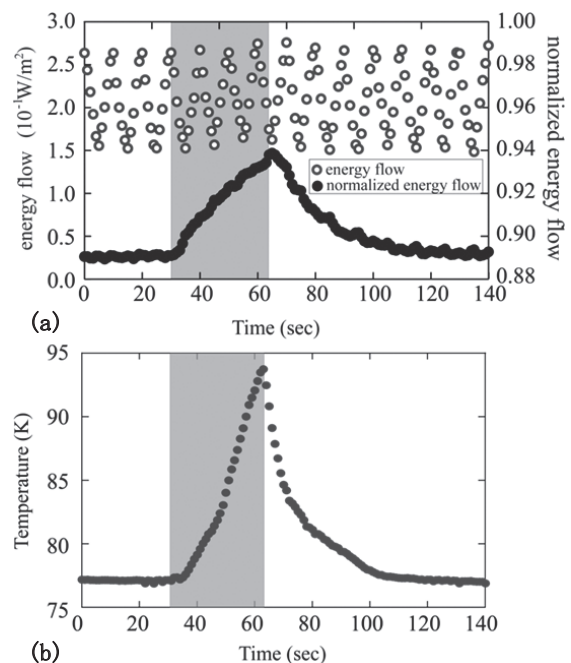 3.0
2.5
2.0
1.5
1.0
0.5
0.0
energy flow (10⁻¹W/m²)
1.00
0.98
0.96
0.94
0.92
0.90
0.88
normalized energy flow
energy flow
normalized energy flow
0 20 40 60 80 100 120 140
(a)
Time (sec)
95
90
85
80
75
Temperature (K)
0 20 40 60 80 100 120 140
(b)
Time (sec)